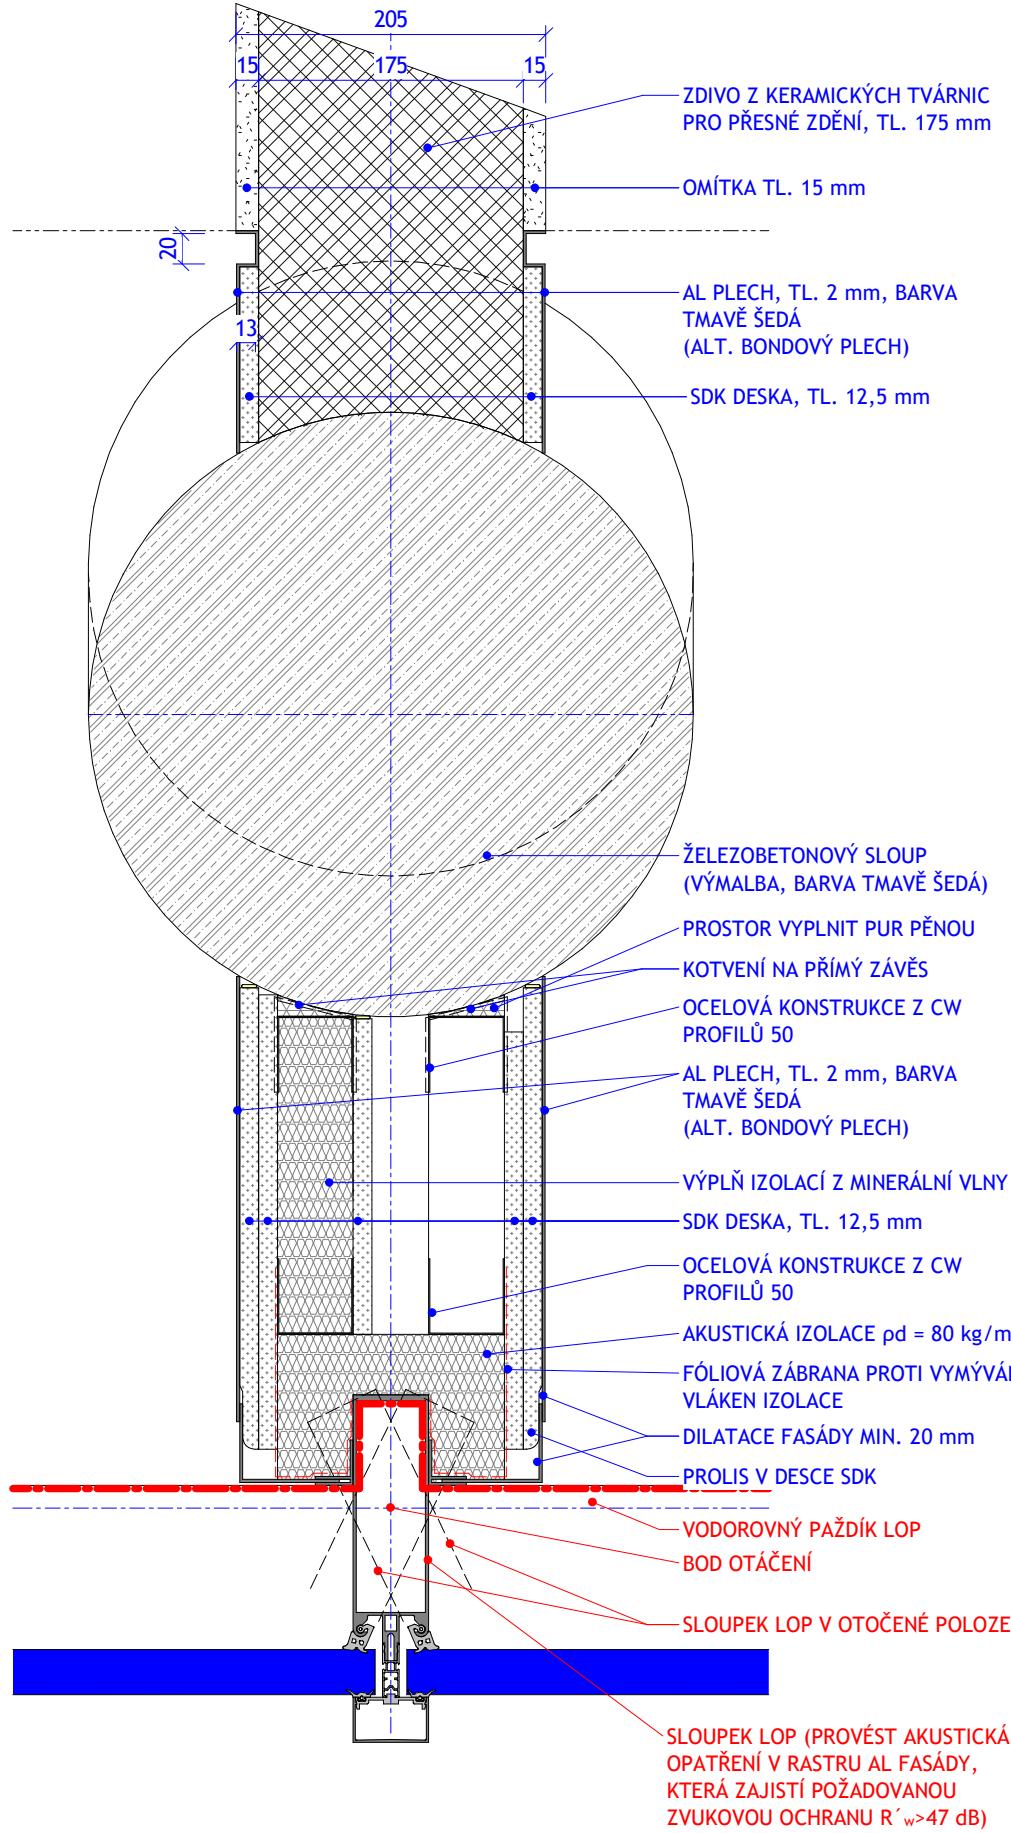 205
15
175
15
ZDIVO Z KERAMICKÝCH TVÁRNIC
PRO PŘESNÉ ZDĚNÍ, TL. 175 mm
OMÍTKA TL. 15 mm
20
AL PLECH, TL. 2 mm, BARVA
TMAVĚ ŠEDÁ
(ALT. BONDOVÝ PLECH)
13
SDK DESKA, TL. 12,5 mm
ŽELEZOBETONOVÝ SLOUP
(VÝMALBA, BARVA TMAVĚ ŠEDÁ)
PROSTOR VYPLNIT PUR PĚNOU
KOTVENÍ NA PŘÍMÝ ZÁVĚS
OCELOVÁ KONSTRUKCE Z CW
PROFILŮ 50
AL PLECH, TL. 2 mm, BARVA
TMAVĚ ŠEDÁ
(ALT. BONDOVÝ PLECH)
VÝPLŇ IZOLACÍ Z MINERÁLNÍ VLNY
SDK DESKA, TL. 12,5 mm
OCELOVÁ KONSTRUKCE Z CW
PROFILŮ 50
AKUSTICKÁ IZOLACE ρd = 80 kg/m
FÓLIOVÁ ZÁBRANA PROTI
VLÁKEN IZOLACE
DILATACE FASÁDY MIN. 20 mm
PROLIS V DESCE SDK
VODOROVNÝ PAŽDÍK LOP
BOD OTÁČENÍ
SLOUPEK LOP V OTOČENÉ POLOZE
SLOUPEK LOP (PROVÉST AKUSTICKÁ
OPATŘENÍ V RASTRU AL FASÁDY,
KTERÁ ZAJISTÍ POŽADOVANOU
ZVUKOVOU OCHRANU R´w>47 dB)